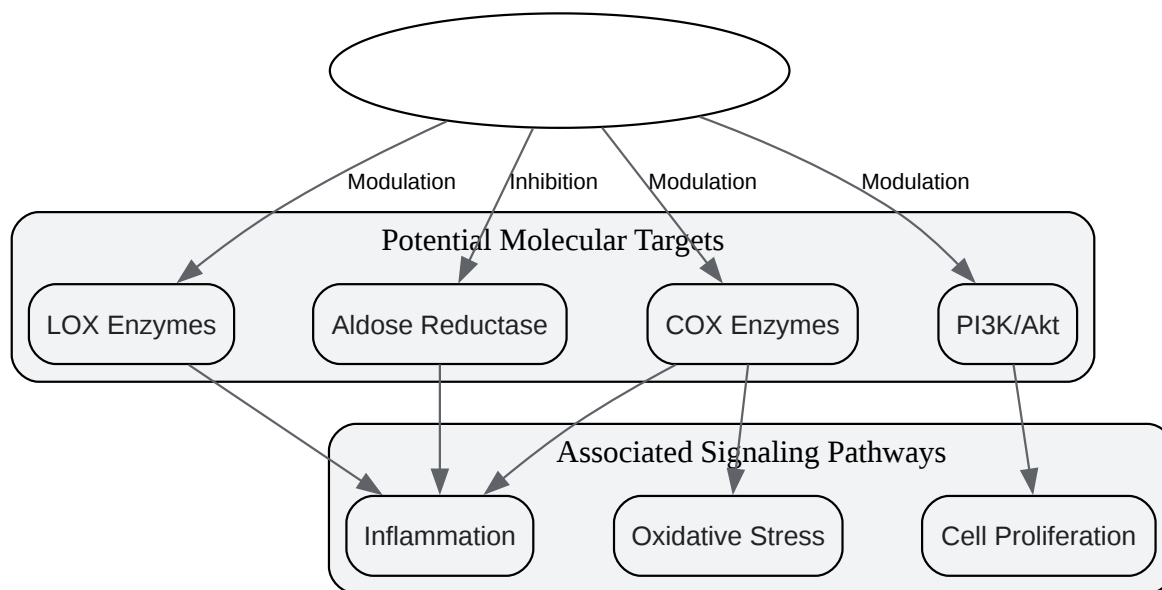 Modulation
Inhibition
Modulation
Modulation
Potential Molecular Targets
LOX Enzymes
Aldose Reductase
COX Enzymes
PI3K/Akt
Associated Signaling Pathways
Inflammation
Oxidative Stress
Cell Proliferation